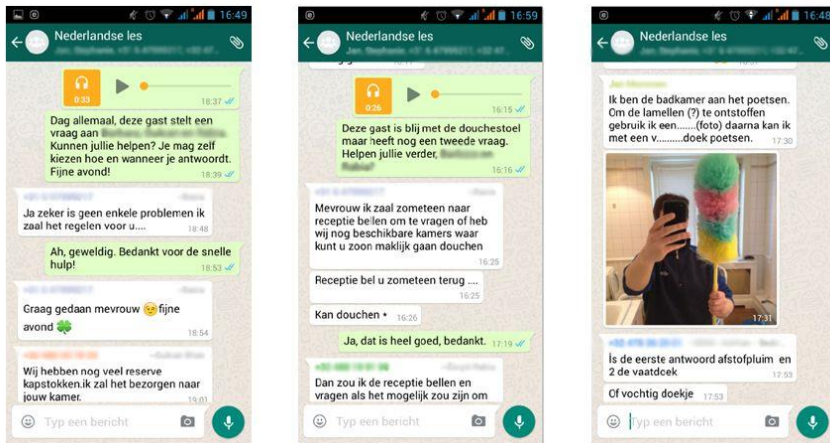 16:49
Nederlandse les
0:33
18:37
Dag allemaal, deze gast stelt een
vraag aan
Kunnen jullie helpen? Je mag zelf
kiezen hoe en wanneer je antwoordt.
Fijne avond!
18:39
Ja zeker is geen enkele problemen ik
zaal het regelen voor u....
18:48
Ah, geweldig. Bedankt voor de snelle
hulp!
18:53
Graag gedaan mevrouw 😉 fijne
avond 🍀
18:54
Wij hebben nog veel reserve
kapstokken.ik zal het bezorgen naar
jouw kamer.
19:01
Typ een bericht
16:59
Nederlandse les
0:26
16:15
Deze gast is blij met de douchestoel
maar heeft nog een tweede vraag.
Helpen jullie verder,
16:16
Mevrouw ik zaal zometeen naar
receptie bellen om te vragen of heb
wij nog beschikbare kamers waar
kunt u zoon maklijk gaan douchen
16:25
Receptie bel u zometeen terug ....
16:25
Kan douchen *
16:26
Ja, dat is heel goed, bedankt.
17:19
Dan zou ik de receptie bellen en
vragen als het mogelijk zou zijn om
Typ een bericht
16:48
Nederlandse les
Ik ben de badkamer aan het poetsen.
Om de lamellen (?) te ontstoffen
gebruik ik een.......(foto) daarna kan ik
met een v..........doek poetsen.
17:30
17:31
İs de eerste antwoord afstofpluim en
2 de vaatdcek
17:53
Of vochtig doekje
17:53
Typ een bericht